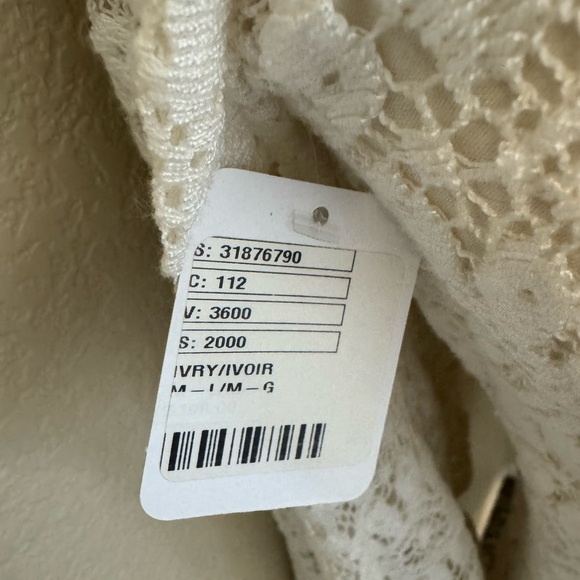 S: 31876790
C: 112
V: 3600
S: 2000
IVRY/IVOIR
M – L/M – G